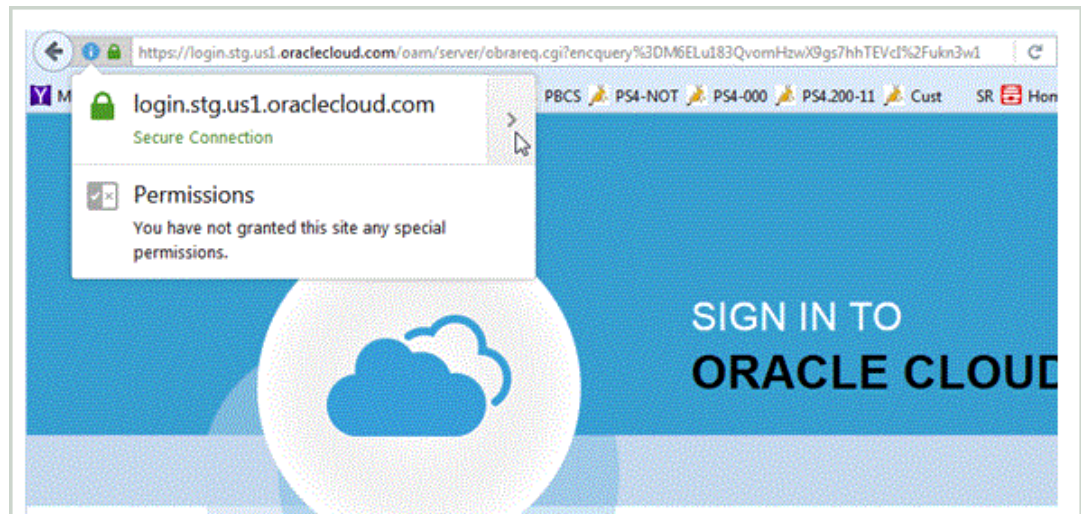 https://login.stg.us1.oraclecloud.com/oam/server/obrareq.cgi?encquery%3DM6ELu183QvomHzwX9gs7hhTEVcI%2Fukn3w1
M
PBCS PS4-NOT PS4-000 PS4.200-11 Cust SR Hom
login.stg.us1.oraclecloud.com
Secure Connection
Permissions
You have not granted this site any special
permissions.
SIGN IN TO
ORACLE CLOUD